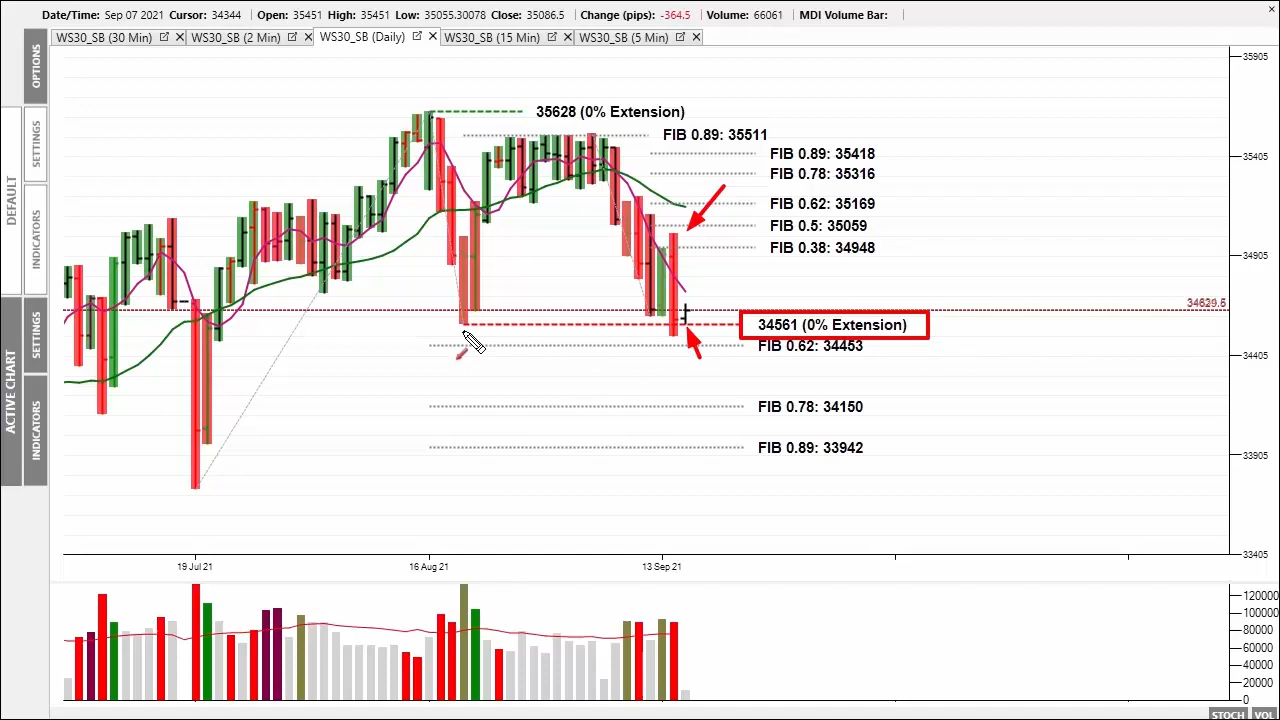 Date/Time: Sep 07 2021 Cursor: 34344 Open: 35451 High: 35451 Low: 35055.30078 Close: 35086.5 Change (pips): -364.5 Volume: 66061 MDI Volume Bar:
WS30_SB (30 Min) WS30_SB (2 Min) WS30_SB (Daily) WS30_SB (15 Min) WS30_SB (5 Min)
OPTIONS
SETTINGS
DEFAULT
INDICATORS
SETTINGS
ACTIVE CHART
INDICATORS
35628 (0% Extension)
FIB 0.89: 35511
FIB 0.89: 35418
FIB 0.78: 35316
FIB 0.62: 35169
FIB 0.5: 35059
FIB 0.38: 34948
34561 (0% Extension)
FIB 0.62: 34453
FIB 0.78: 34150
FIB 0.89: 33942
35905
35405
34905
34629.5
34405
33905
33405
19 Jul 21 16 Aug 21 13 Sep 21
120000
100000
80000
60000
40000
20000
0
STOCH VOL